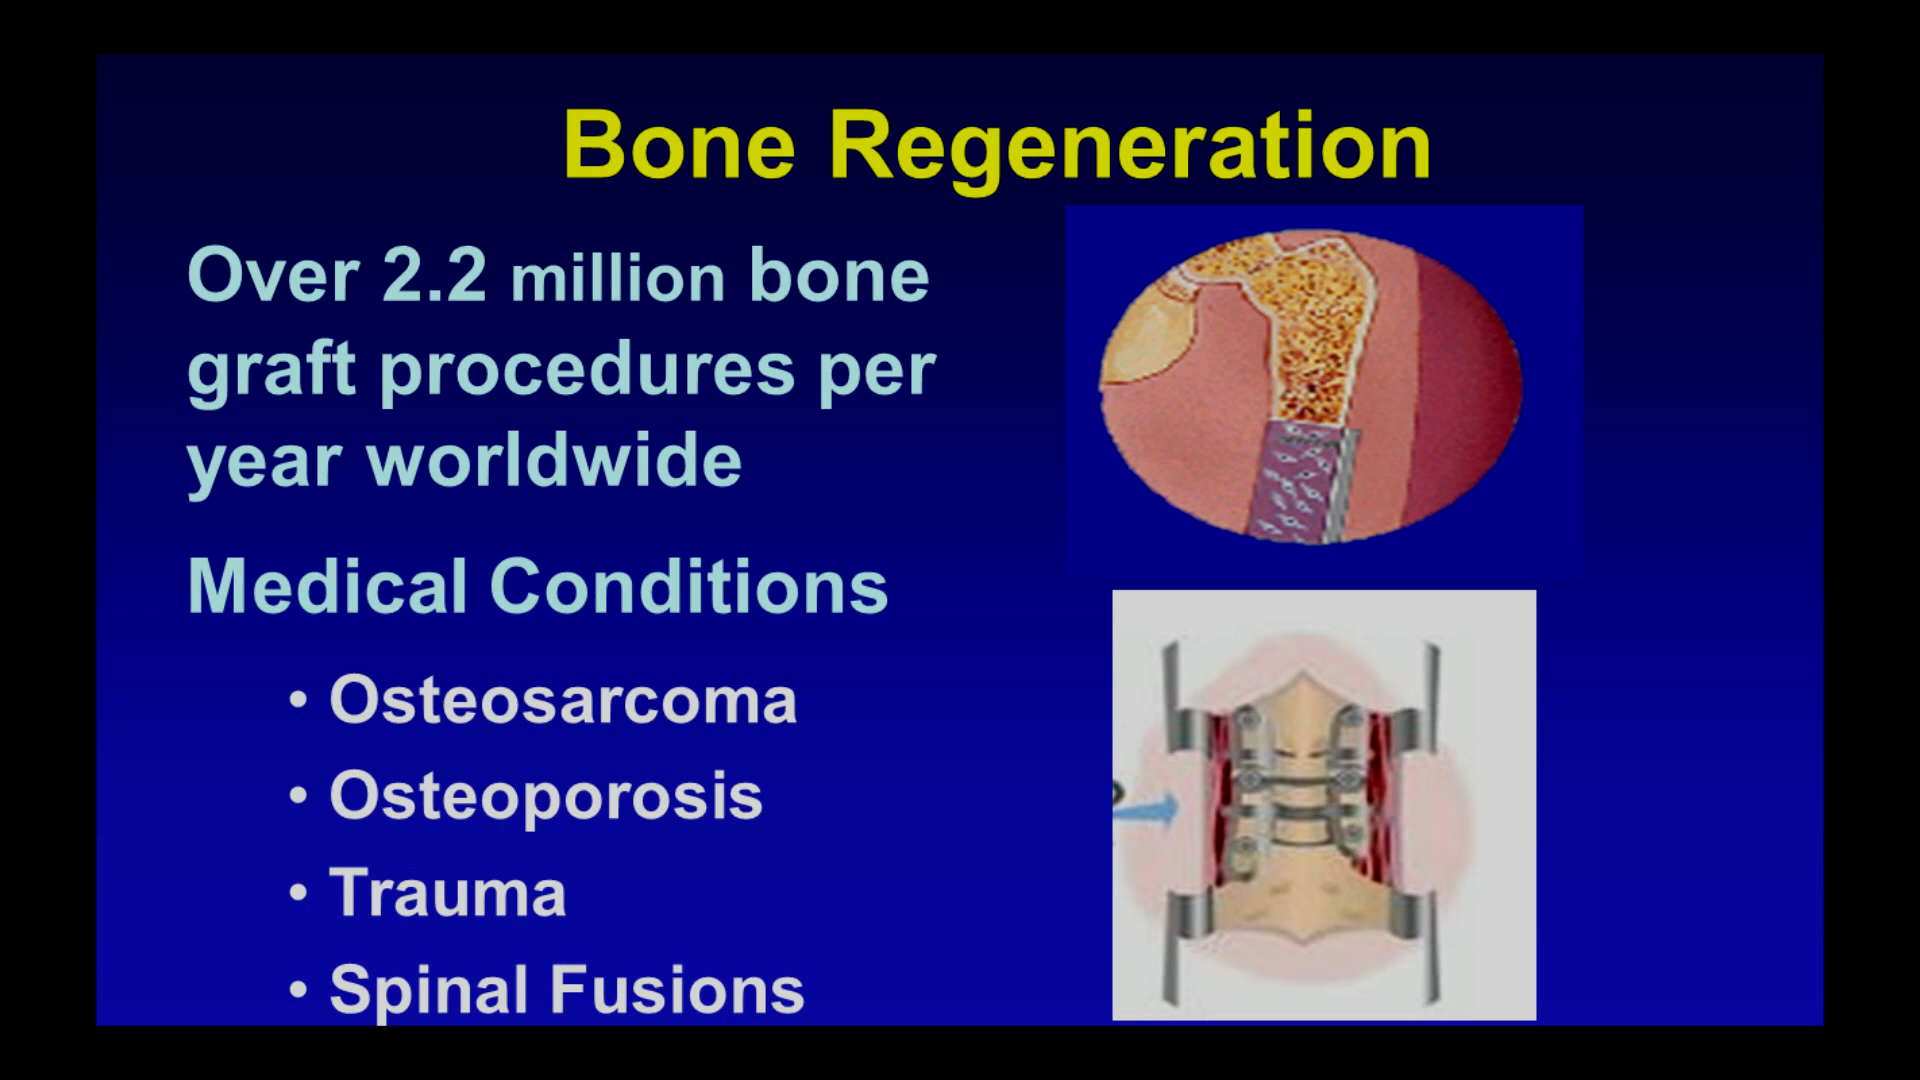 Bone Regeneration
Over 2.2 million bone
graft procedures per
year worldwide
Medical Conditions
• Osteosarcoma
• Osteoporosis
• Trauma
• Spinal Fusions